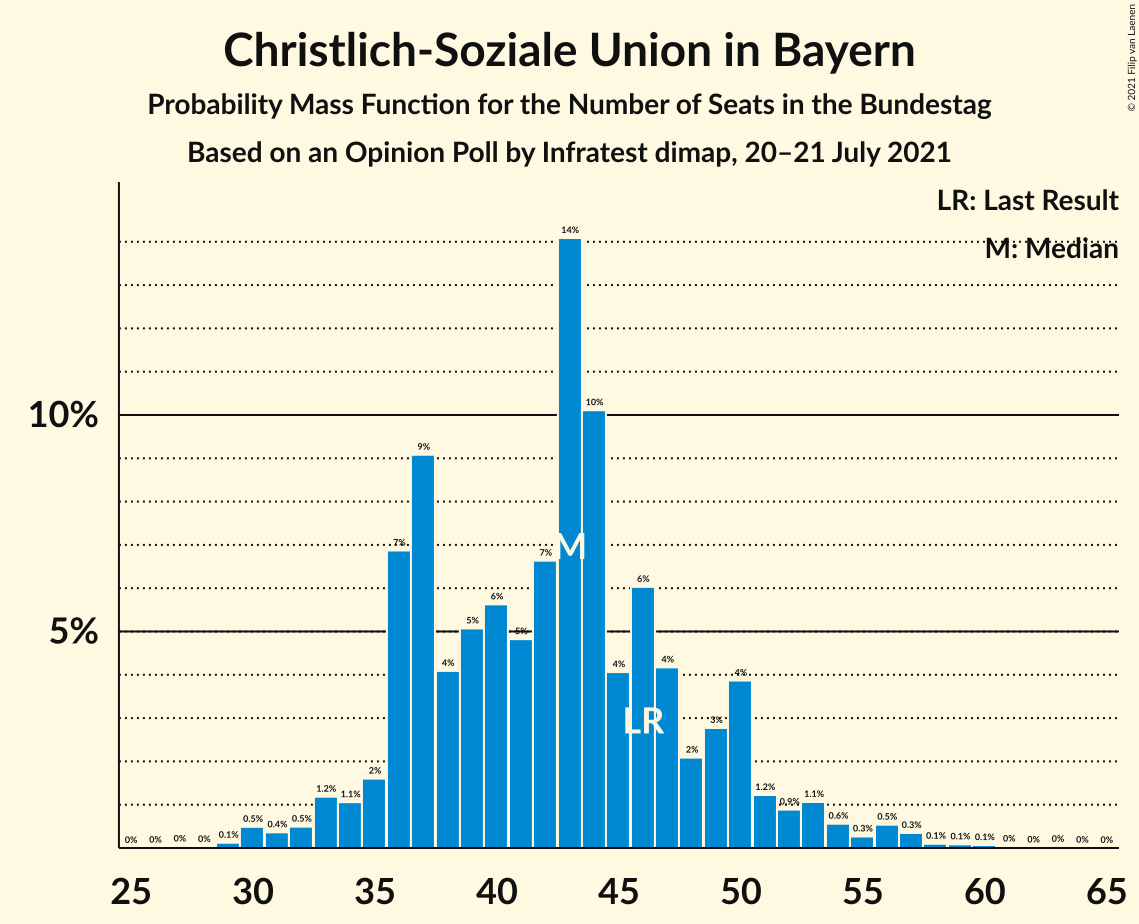 Christlich-Soziale Union in Bayern
Probability Mass Function for the Number of Seats in the Bundestag
Based on an Opinion Poll by Infratest dimap, 20–21 July 2021
© 2021 Filip van Laenen
LR: Last Result
M: Median
10%
5%
0% 0% 0% 0% 0.1% 0.5% 0.4% 0.5% 1.2% 1.1% 2% 7% 9% 4% 5% 6% 5% 7% 14% 10% 4% 6% 4% 2% 3% 4% 1.2% 0.9% 1.1% 0.6% 0.3% 0.5% 0.3% 0.1% 0.1% 0.1% 0% 0% 0% 0% 0%
M
LR
25 30 35 40 45 50 55 60 65